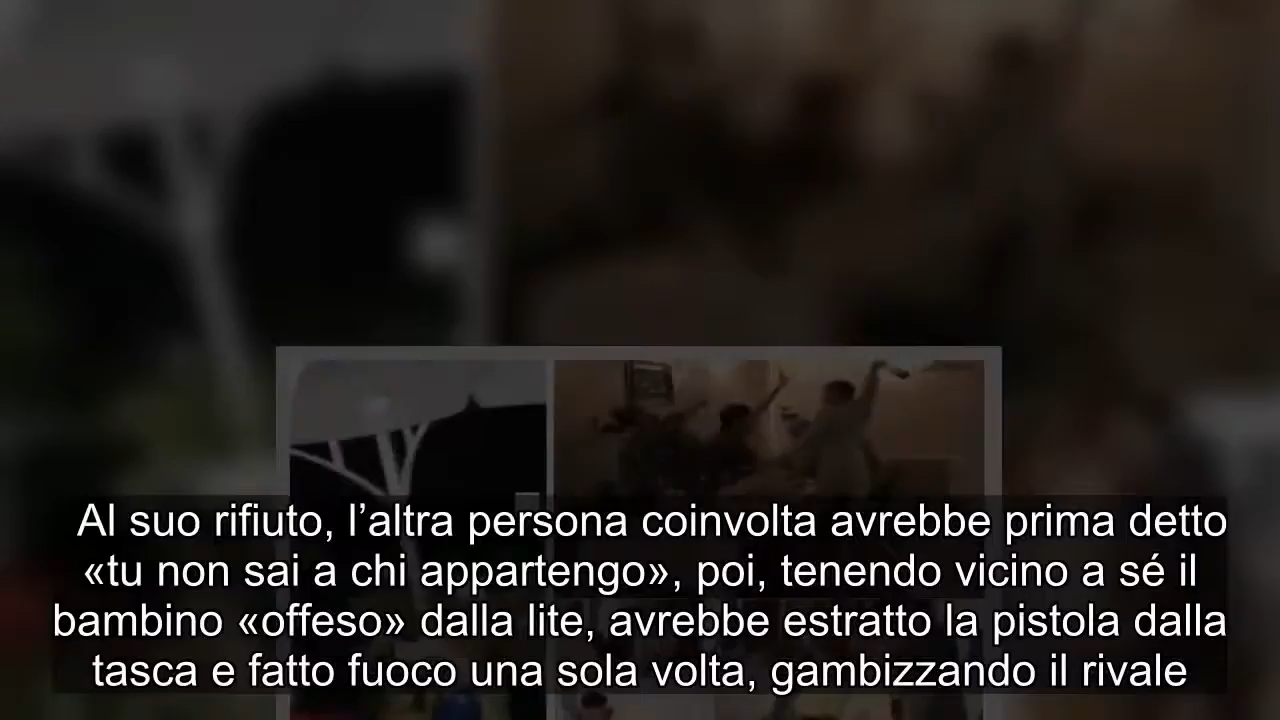 Al suo rifiuto, l’altra persona coinvolta avrebbe prima detto
«tu non sai a chi appartengo», poi, tenendo vicino a sé il
bambino «offeso» dalla lite, avrebbe estratto la pistola dalla
tasca e fatto fuoco una sola volta, gambizzando il rivale